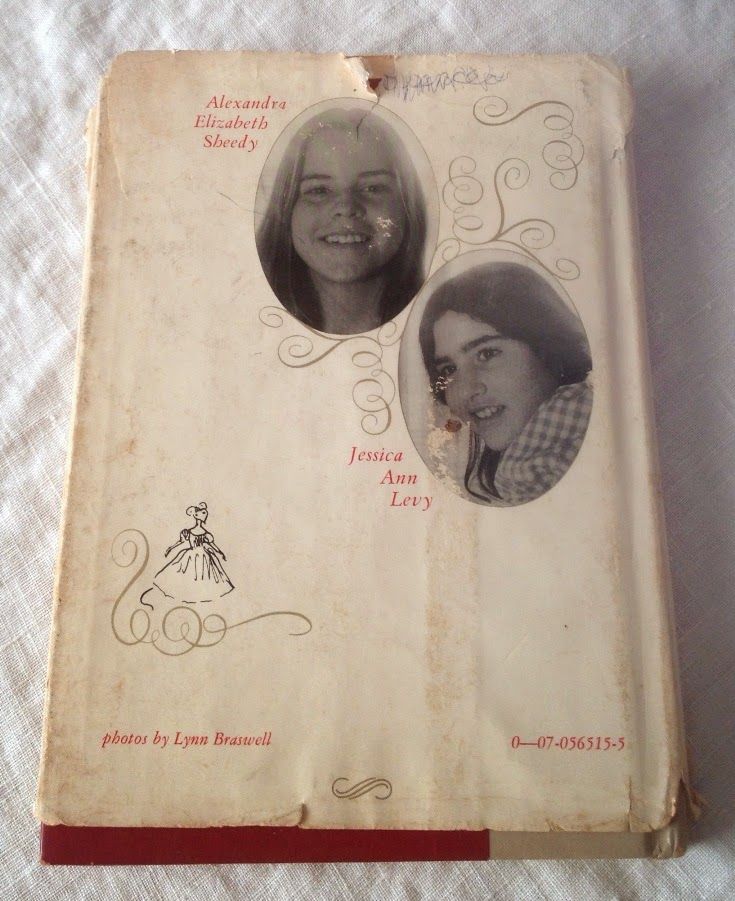 Alexandra
Elizabeth
Sheedy
Jessica
Ann
Levy
photos by Lynn Braswell
0—07-056515-5